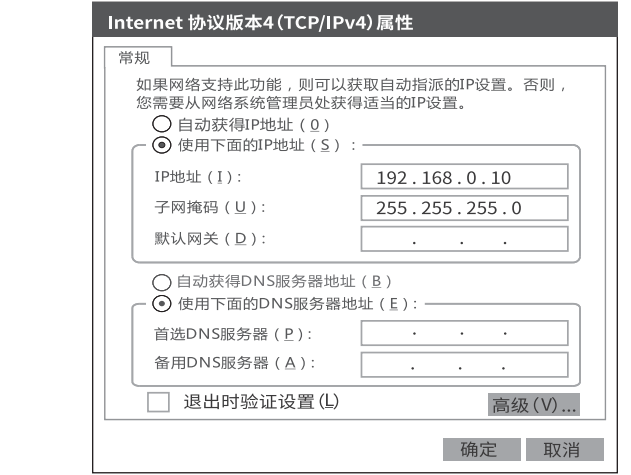 Internet 协议版本4(TCP/IPv4)属性
常规
如果网络支持此功能，则可以获取自动指派的IP设置。否则，
您需要从网络系统管理员处获得适当的IP设置。
自动获得IP地址(0)
使用下面的IP地址(S)：
IP地址(I)： 192.168.0.10
子网掩码(U)： 255.255.255.0
默认网关(D)： . . .
自动获得DNS服务器地址(B)
使用下面的DNS服务器地址(E)：
首选DNS服务器(P)： . . .
备用DNS服务器(A)： . . .
退出时验证设置(L)
高级(V)...
确定 取消